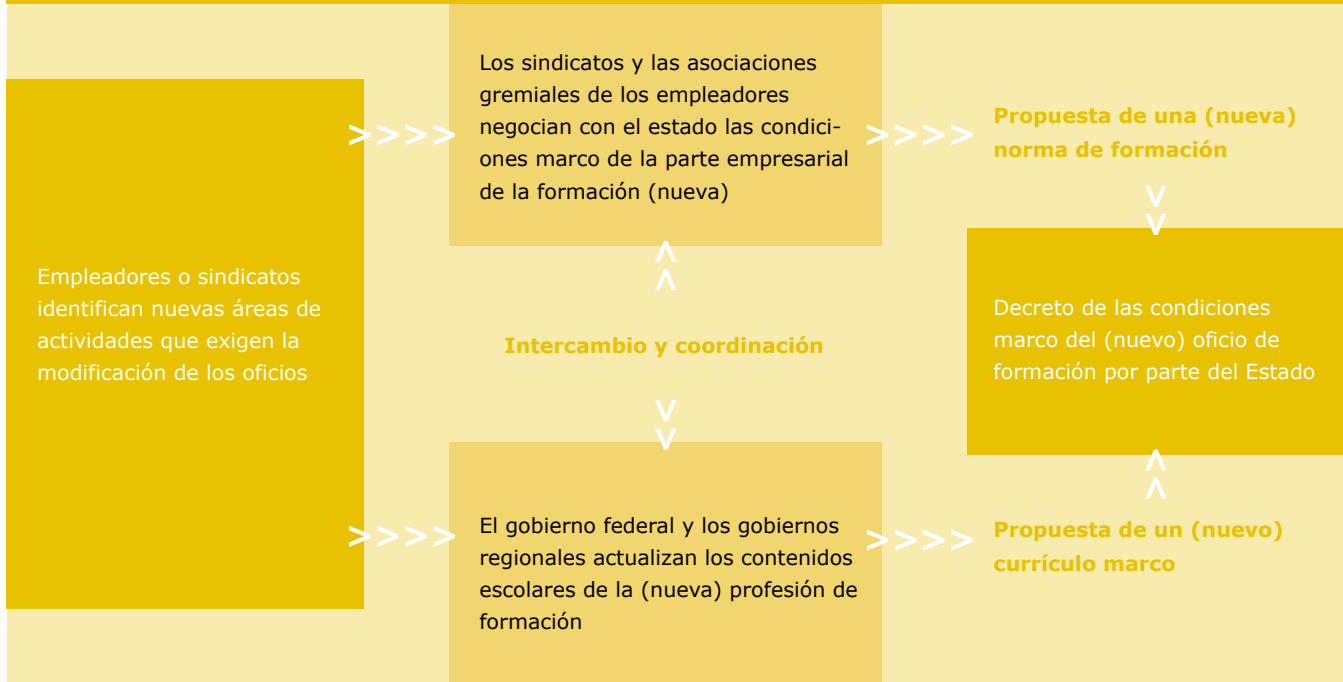 Empleadores o sindicatos
identifican nuevas áreas de
actividades que exigen la
modificación de los oficios
>>>>
Los sindicatos y las asociaciones
gremiales de los empleadores
negocian con el estado las condici-
ones marco de la parte empresarial
de la formación (nueva)
>>>>
Propuesta de una (nueva)
norma de formación
>>
>>
Intercambio y coordinación
>>
Decreto de las condiciones
marco del (nuevo) oficio de
formación por parte del Estado
>>>>
El gobierno federal y los gobiernos
regionales actualizan los contenidos
escolares de la (nueva) profesión de
formación
>>>>
>>
Propuesta de un (nuevo)
currículo marco